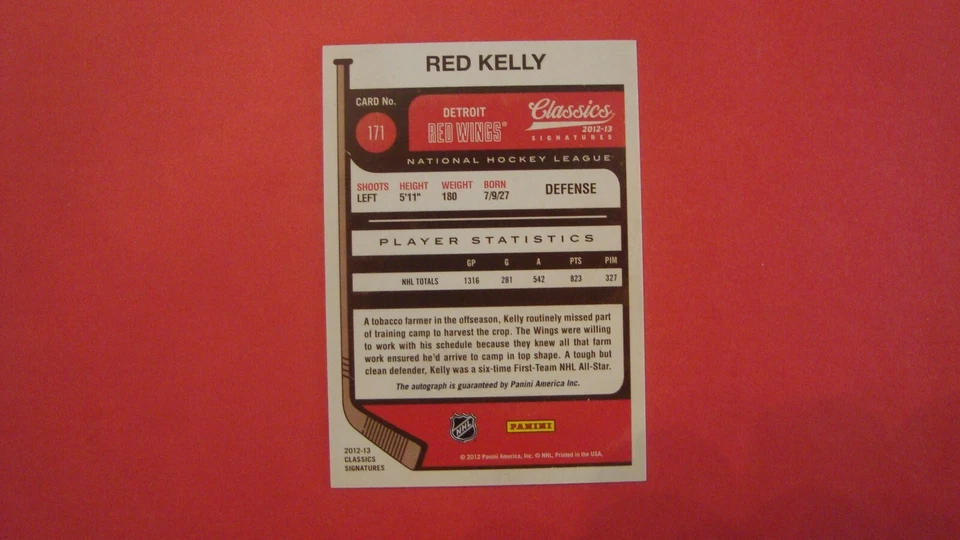 RED KELLY
CARD No.
171
DETROIT
RED WINGS®
Classics
2012-13
SIGNATURES
NATIONAL HOCKEY LEAGUE
SHOOTS HEIGHT WEIGHT BORN
LEFT 5'11" 180 7/9/27
DEFENSE
PLAYER STATISTICS
GP G A PTS PIM
NHL TOTALS 1316 281 542 823 327
A tobacco farmer in the offseason, Kelly routinely missed part
of training camp to harvest the crop. The Wings were willing
to work with his schedule because they knew all that farm
work ensured he'd arrive to camp in top shape. A tough but
clean defender, Kelly was a six-time First-Team NHL All-Star.
The autograph is guaranteed by Panini America Inc.
NHL
PANINI
2012-13
CLASSICS
SIGNATURES
© 2012 Panini America, Inc. © NHL. Printed in the USA.